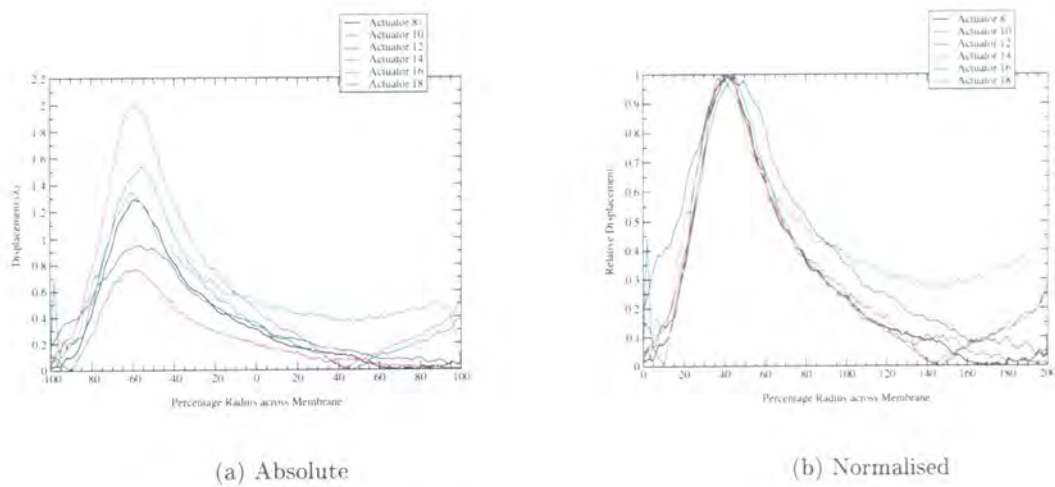 Actuator 8
Actuator 10
Actuator 12
Actuator 14
Actuator 16
Actuator 18
2.2
2
1.8
1.6
1.4
1.2
1
0.8
0.6
0.4
0.2
0
-100
80
-60
-40
-20
0
20
40
60
80
100
Displacement (λ)
Percentage Radius across Membrane
(a) Absolute
Actuator 8
Actuator 10
Actuator 12
Actuator 14
Actuator 16
Actuator 18
1
0.9
0.8
0.7
0.6
0.5
0.4
0.3
0.2
0.1
0
0
20
40
60
80
100
120
140
160
180
200
Relative Displacement
Percentage Radius across Membrane
(b) Normalised